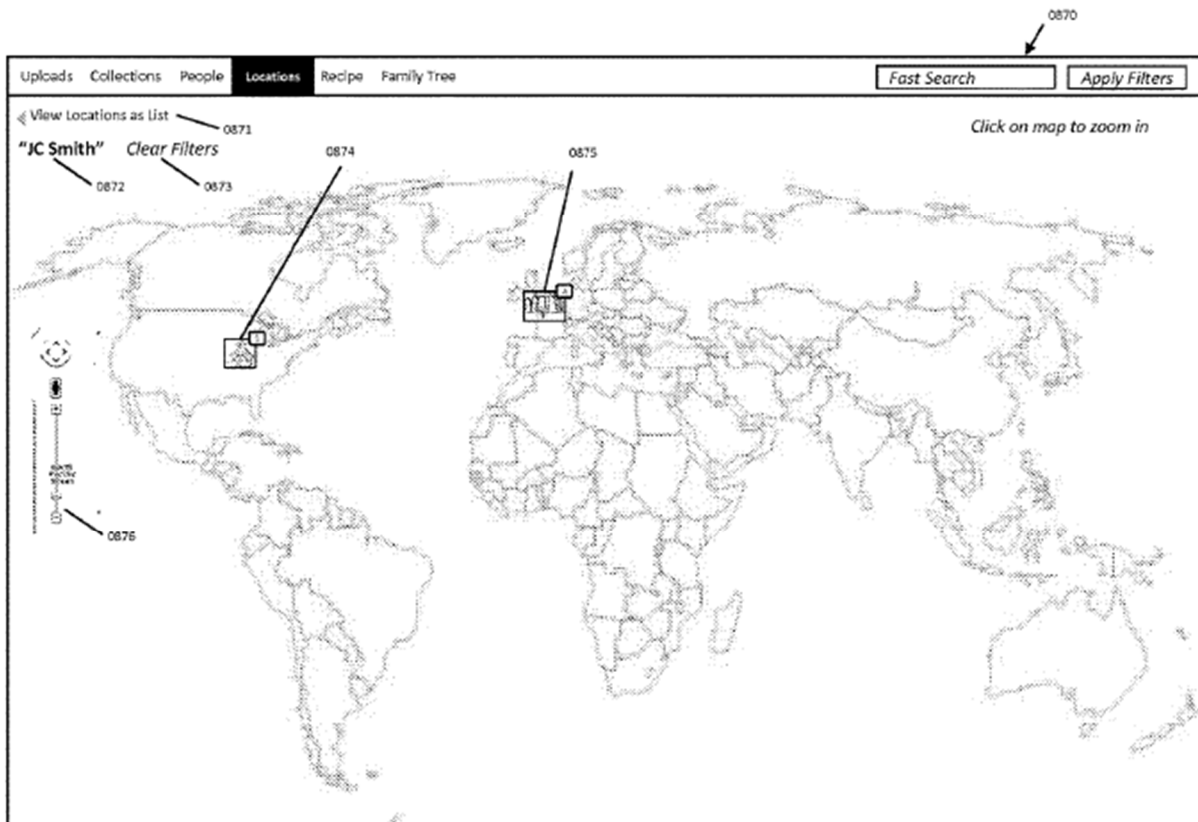 0870
Uploads Collections People Locations Recipe Family Tree Fast Search Apply Filters
View Locations as List
0871
Click on map to zoom in
"JC Smith" Clear Filters
0874
0875
0872
0873
0876